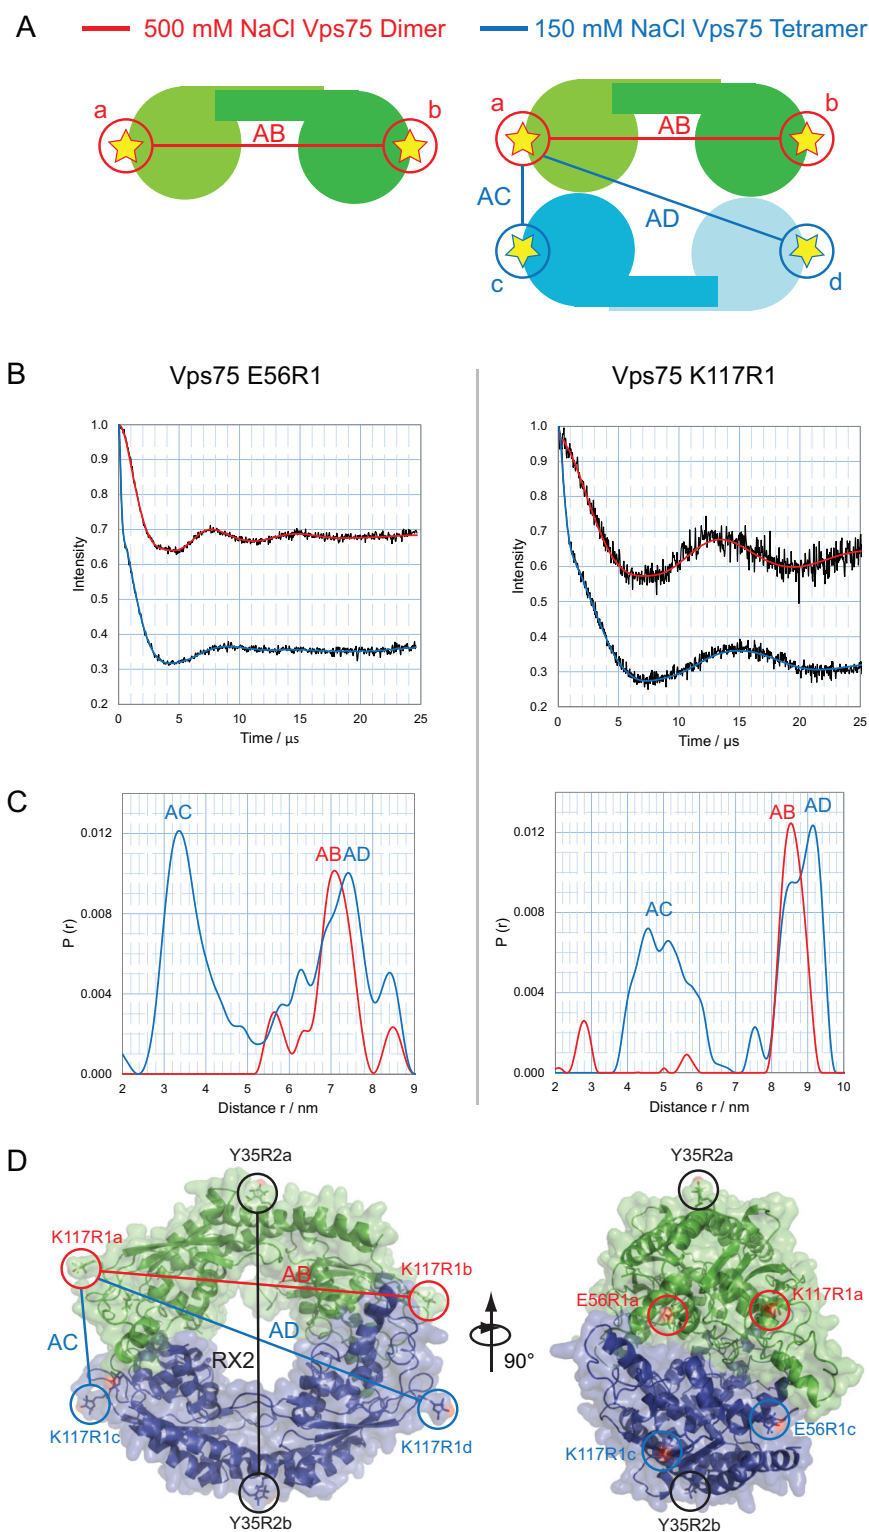 A
500 mM NaCl Vps75 Dimer
150 mM NaCl Vps75 Tetramer
a
b
AB
a
b
AB
AC
AD
c
d
B
Vps75 E56R1
Vps75 K117R1
1.0
0.9
0.8
0.7
0.6
0.5
0.4
0.3
0.2
Intensity
0
5
10
15
20
25
Time / µs
1.0
0.9
0.8
0.7
0.6
0.5
0.4
0.3
0.2
Intensity
0
5
10
15
20
25
Time / µs
C
AC
AB
AD
0.012
0.008
0.004
0.000
P (r)
2
3
4
5
6
7
8
9
Distance r / nm
AB
AD
AC
0.012
0.008
0.004
0.000
P (r)
2
3
4
5
6
7
8
9
10
Distance r / nm
D
Y35R2a
K117R1a
K117R1b
AB
AC
AD
RX2
K117R1c
K117R1d
Y35R2b
90°
Y35R2a
E56R1a
K117R1a
E56R1c
K117R1c
Y35R2b